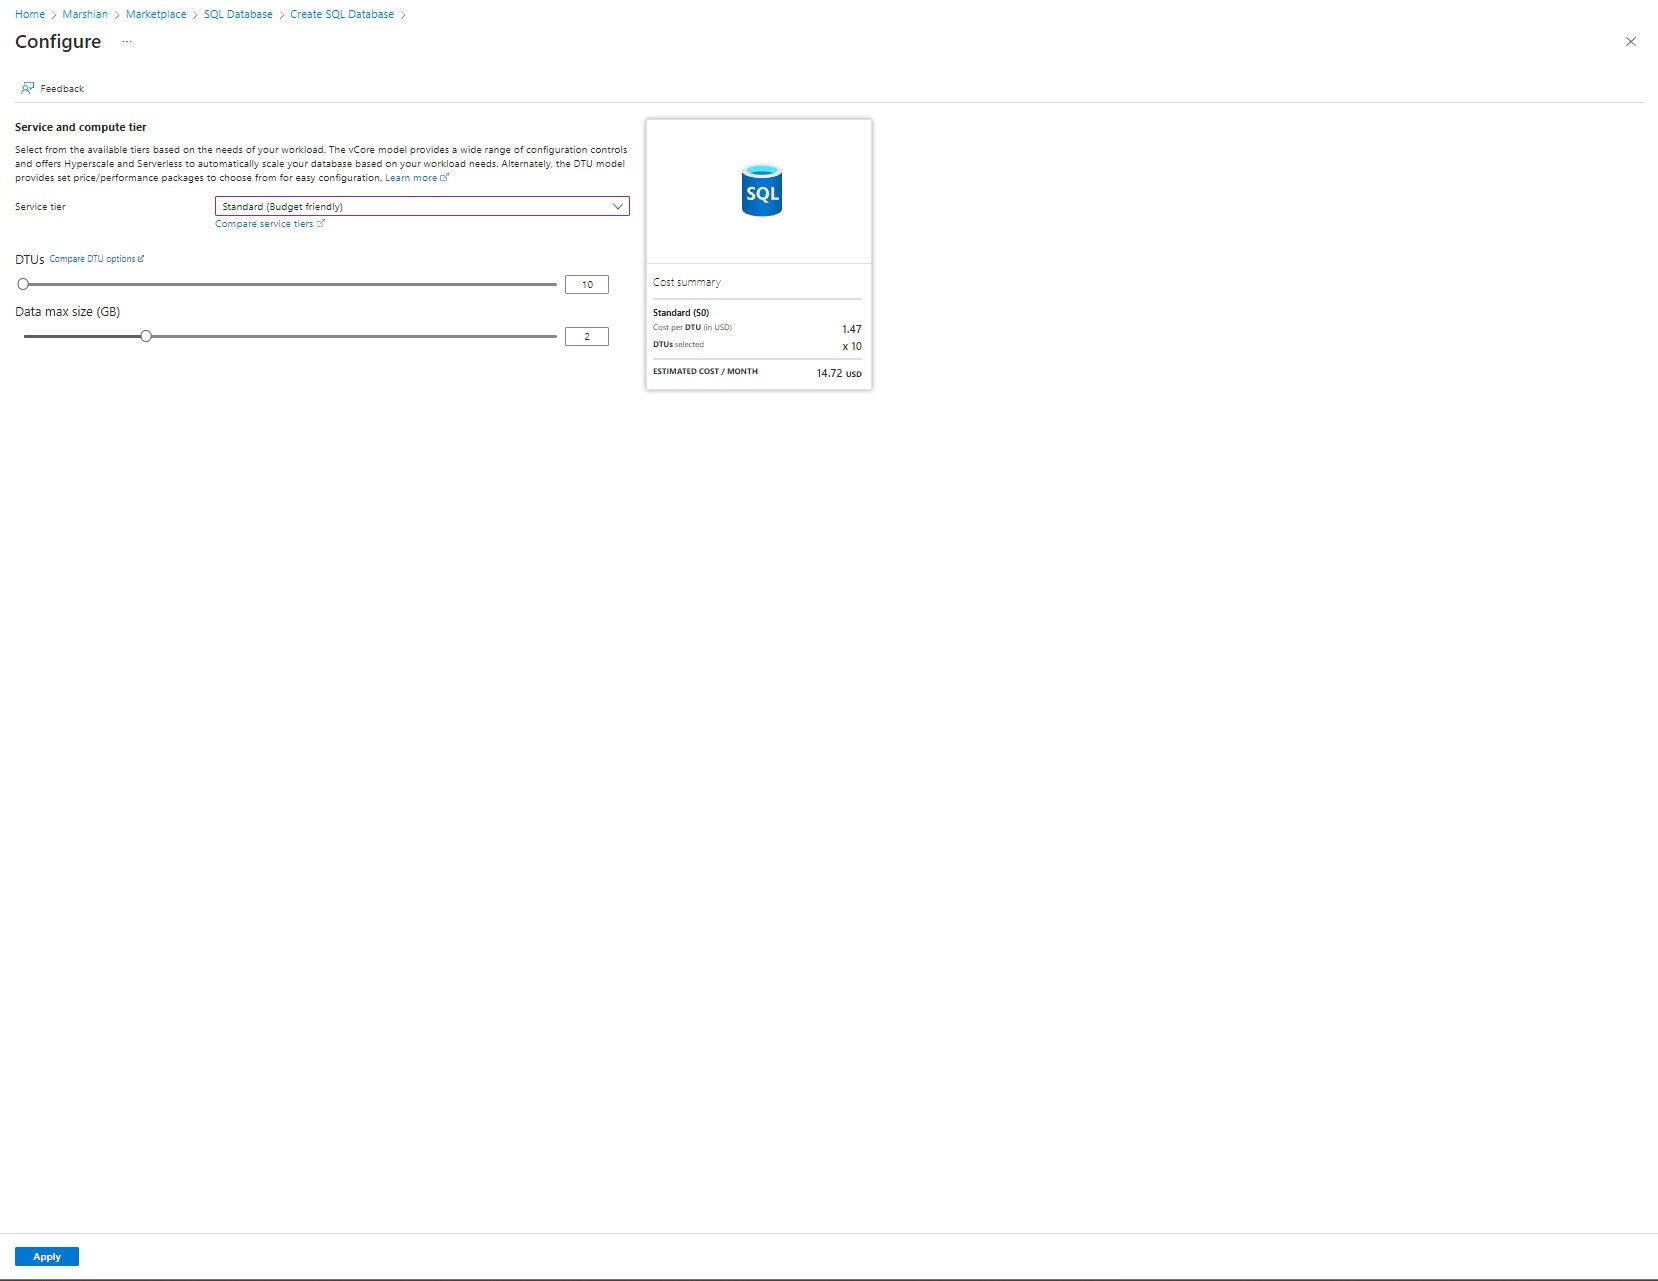 Home > Marshian > Marketplace > SQL Database > Create SQL Database >
Configure ...
Feedback
Service and compute tier
Select from the available tiers based on the needs of your workload. The vCore model provides a wide range of configuration controls
and offers Hyperscale and Serverless to automatically scale your database based on your workload needs. Alternately, the DTU model
provides set price/performance packages to choose from for easy configuration. Learn more
Service tier
Standard (Budget friendly)
Compare service tiers
DTUs Compare DTU options
10
Data max size (GB)
2
SQL
Cost summary
Standard (S0)
Cost per DTU (in USD) 1.47
DTUs selected x 10
ESTIMATED COST / MONTH 14.72 USD
Apply